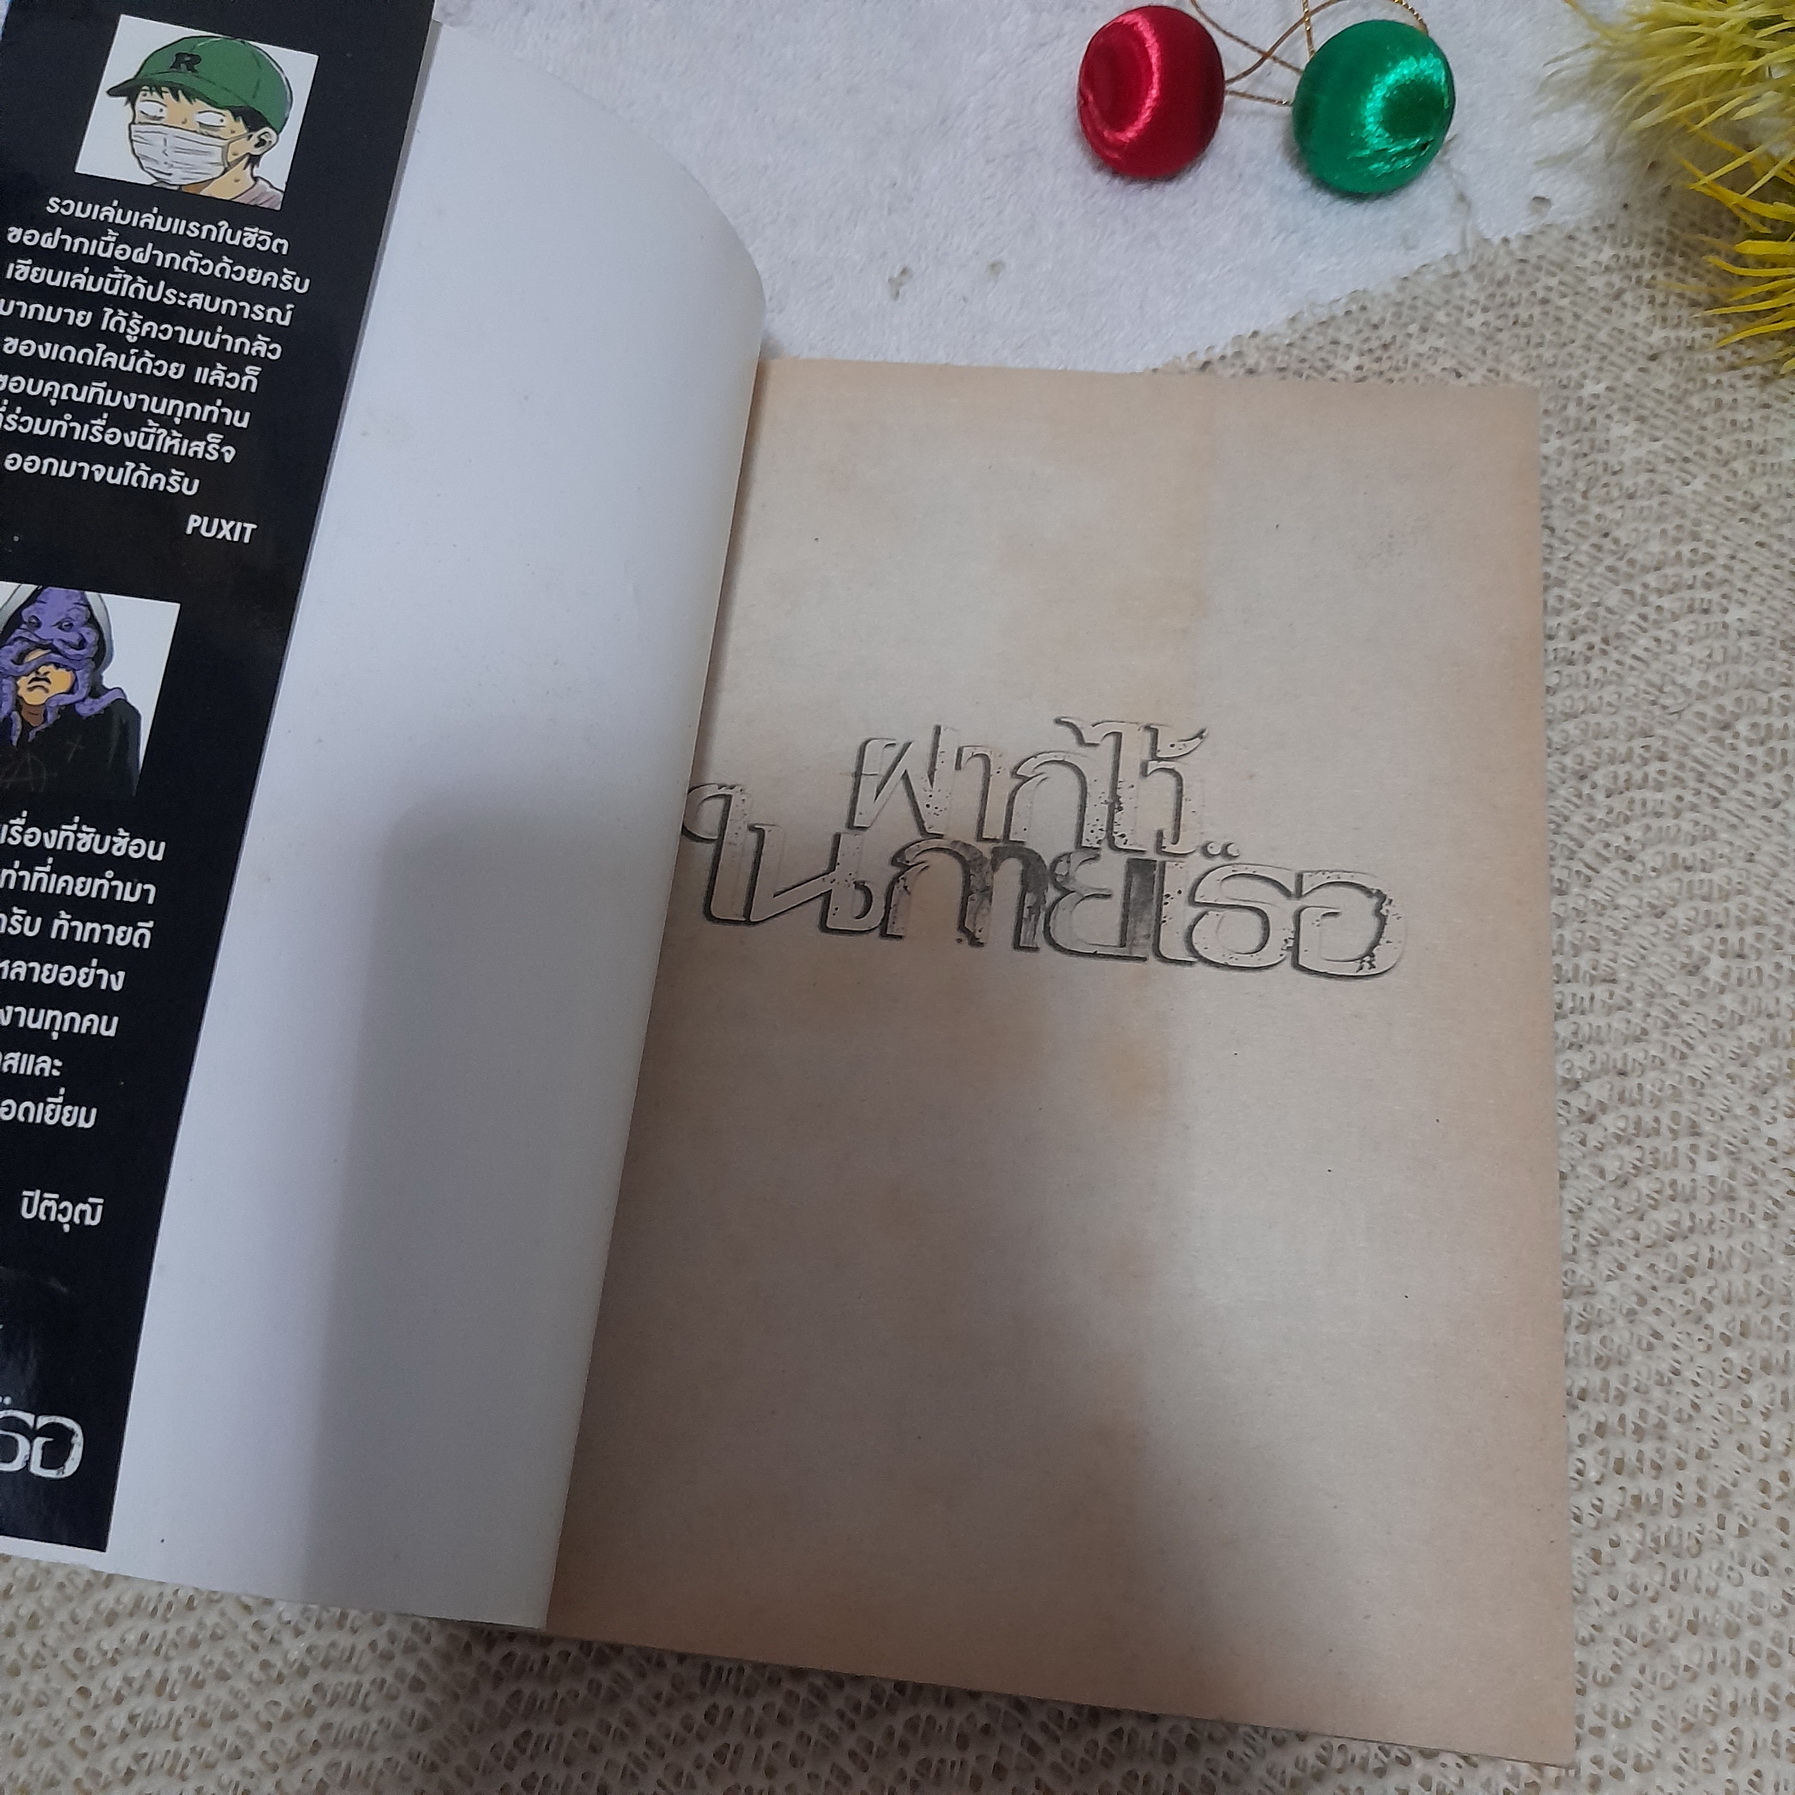 R
รวมเล่มเล่มแรกในชีวิต
ขอฝากเนื้อฝากตัวด้วยครับ
เขียนเล่มนี้ได้ประสบการณ์
มากมาย ได้รู้ความน่ากลัว
ของเดดไลน์ด้วย แล้วก็
ขอบคุณทีมงานทุกท่าน
ที่ร่วมทำเรื่องนี้ให้เสร็จ
ออกมาจนได้ครับ
PUXIT
เรื่องที่ซับซ้อน
ท่าที่เคยทำมา
ครับ ท้าทายดี
หลายอย่าง
งานทุกคน
สและ
อดเยี่ยม
ปิติวุฒิ
ธอ
ฝากไว้..
ในกายเธอ